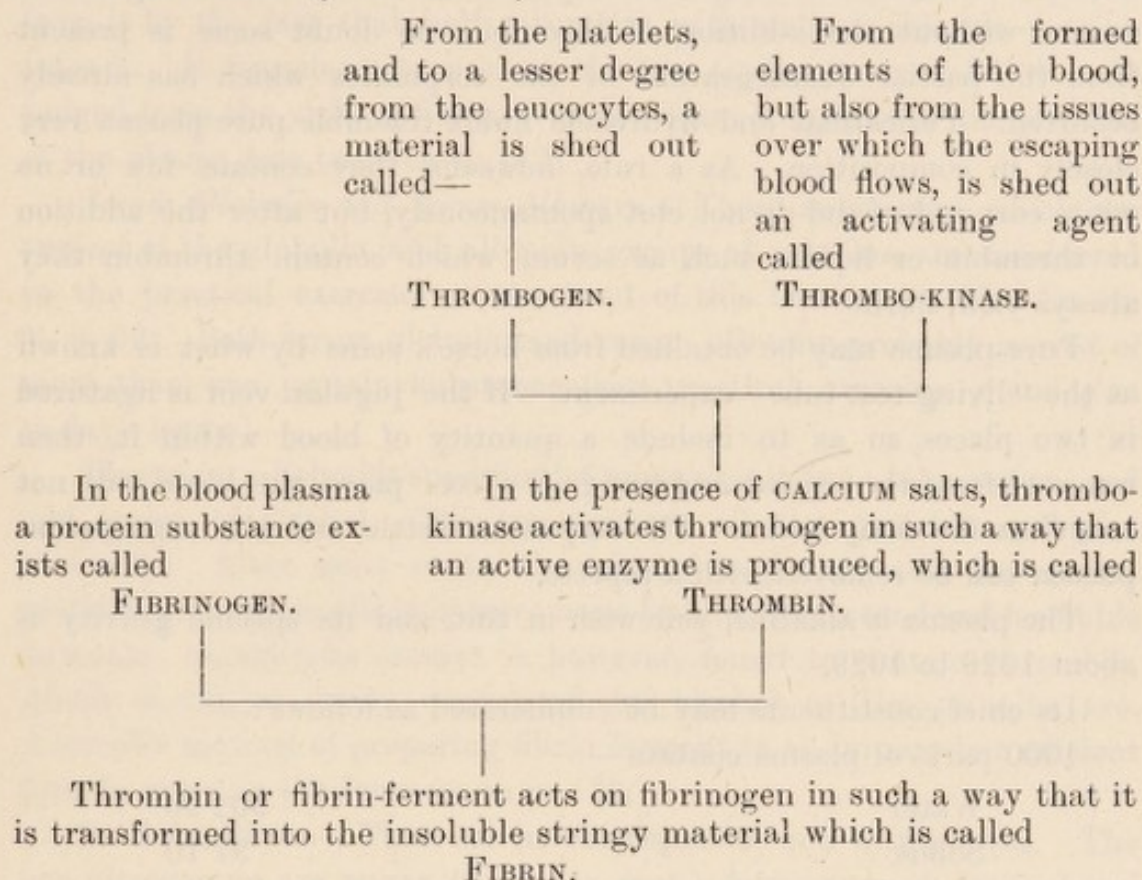 From the platelets,
and to a lesser degree
from the leucocytes, a
material is shed out
called—
THROMBOGEN.
From the formed
elements of the blood,
but also from the tissues
over which the escaping
blood flows, is shed out
an activating agent
called
THROMBO-KINASE.
In the blood plasma
a protein substance ex-
ists called
FIBRINOGEN.
In the presence of CALCIUM salts, thrombo-
kinase activates thrombogen in such a way that
an active enzyme is produced, which is called
THROMBIN.
Thrombin or fibrin-ferment acts on fibrinogen in such a way that it
is transformed into the insoluble stringy material which is called
FIBRIN.